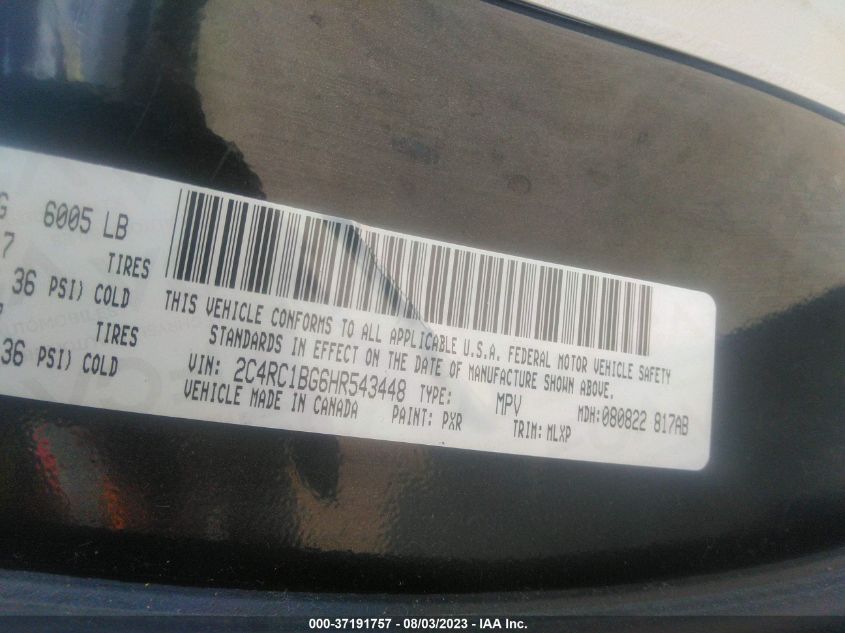 G 6005 LB
7 TIRES
36 PSI) COLD
TIRES
36 PSI) COLD
THIS VEHICLE CONFORMS TO ALL APPLICABLE U.S.A. FEDERAL MOTOR VEHICLE SAFETY
STANDARDS IN EFFECT ON THE DATE OF MANUFACTURE SHOWN ABOVE.
VIN: 2C4RC1BG6HR543448 TYPE: MPV MDH:080822 817AB
VEHICLE MADE IN CANADA PAINT: PXR TRIM: MLXP
000-37191757 - 08/03/2023 - IAA Inc.